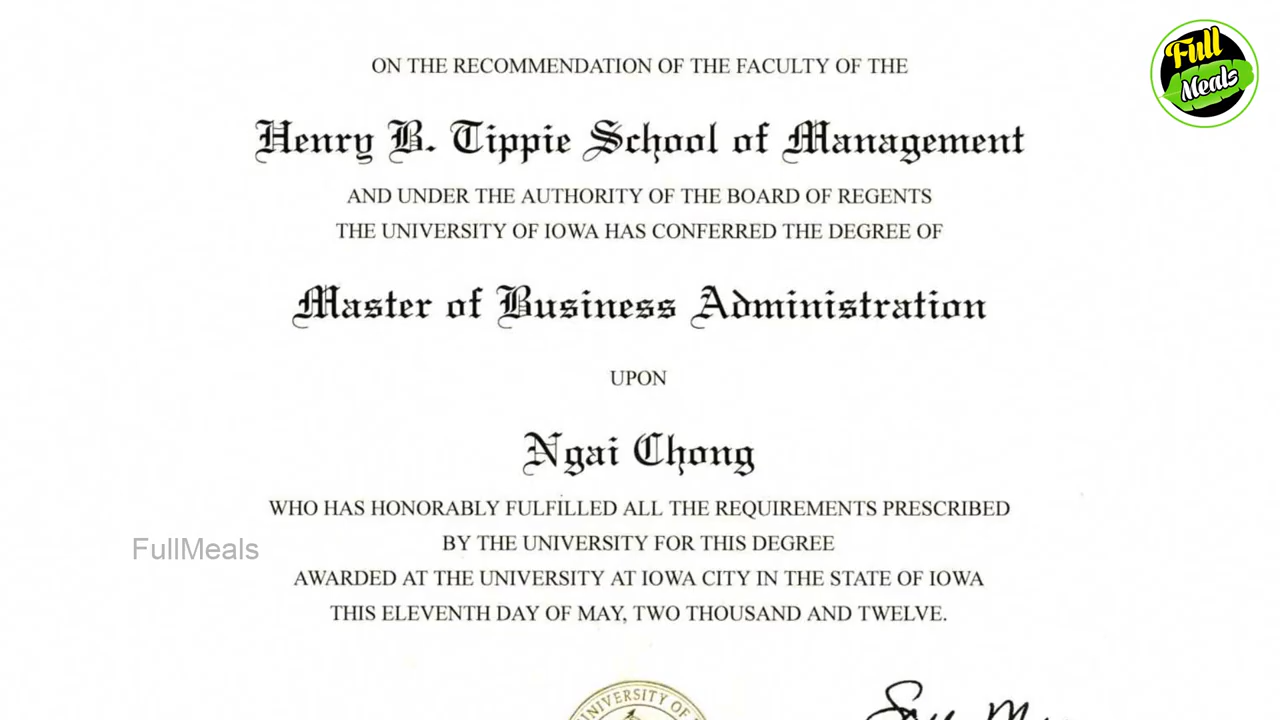 Full
Meals
ON THE RECOMMENDATION OF THE FACULTY OF THE
Henry B. Tippie School of Management
AND UNDER THE AUTHORITY OF THE BOARD OF REGENTS
THE UNIVERSITY OF IOWA HAS CONFERRED THE DEGREE OF
Master of Business Administration
UPON
Ngai Chong
WHO HAS HONORABLY FULFILLED ALL THE REQUIREMENTS PRESCRIBED
FullMeals
BY THE UNIVERSITY FOR THIS DEGREE
AWARDED AT THE UNIVERSITY AT IOWA CITY IN THE STATE OF IOWA
THIS ELEVENTH DAY OF MAY, TWO THOUSAND AND TWELVE.
UNIVERSITY OF